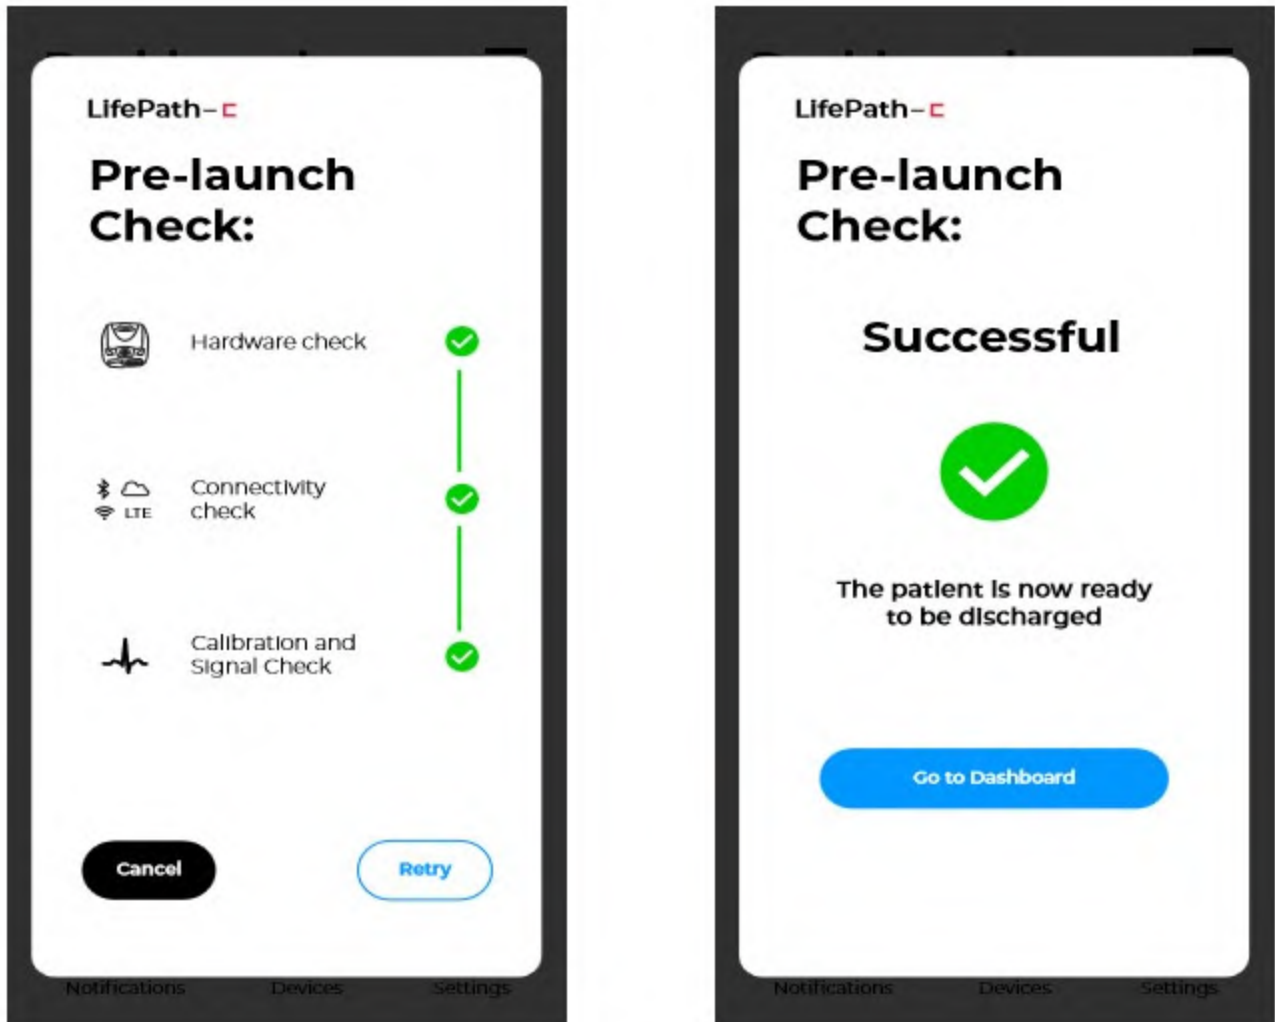 LifePath–
Pre-launch
Check:
Hardware check
Connectivity
check
LTE
Calibration and
Signal Check
Cancel
Retry
Notifications
Devices
Settings
LifePath–
Pre-launch
Check:
Successful
The patient is now ready
to be discharged
Go to Dashboard
Notifications
Devices
Settings